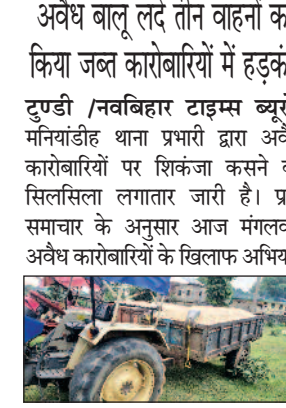 अवैध बालू लदे तीन वाहनों क
किया जब्त कारोबारियों में हड़कं
टुण्डी /नवबिहार टाइम्स ब्यूरो
मनियांडीह थाना प्रभारी द्वारा अवै
कारोबारियों पर शिकंजा कसने
सिलसिला लगातार जारी है। प्र
समाचार के अनुसार आज मंगलव
अवैध कारोबारियों के खिलाफ अभिय